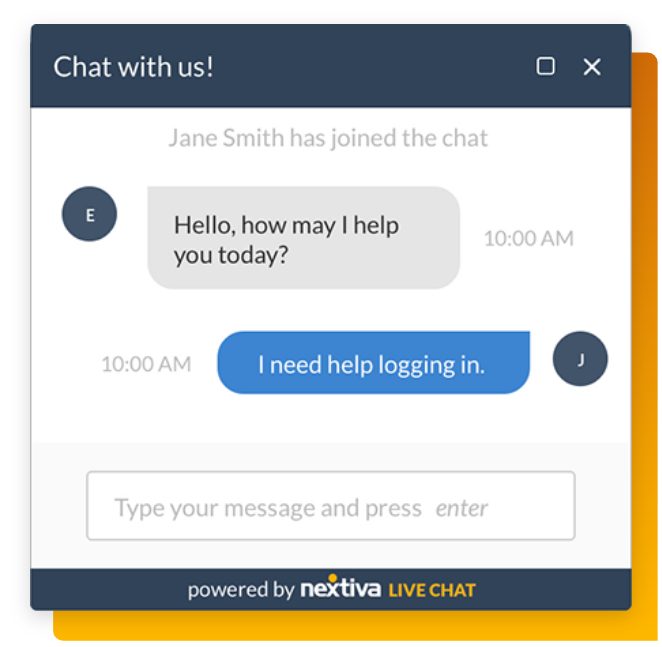 Chat with us!
Jane Smith has joined the chat
E
Hello, how may I help
you today?
10:00 AM
10:00 AM
I need help logging in.
J
Type your message and press enter
powered by nextiva LIVE CHAT